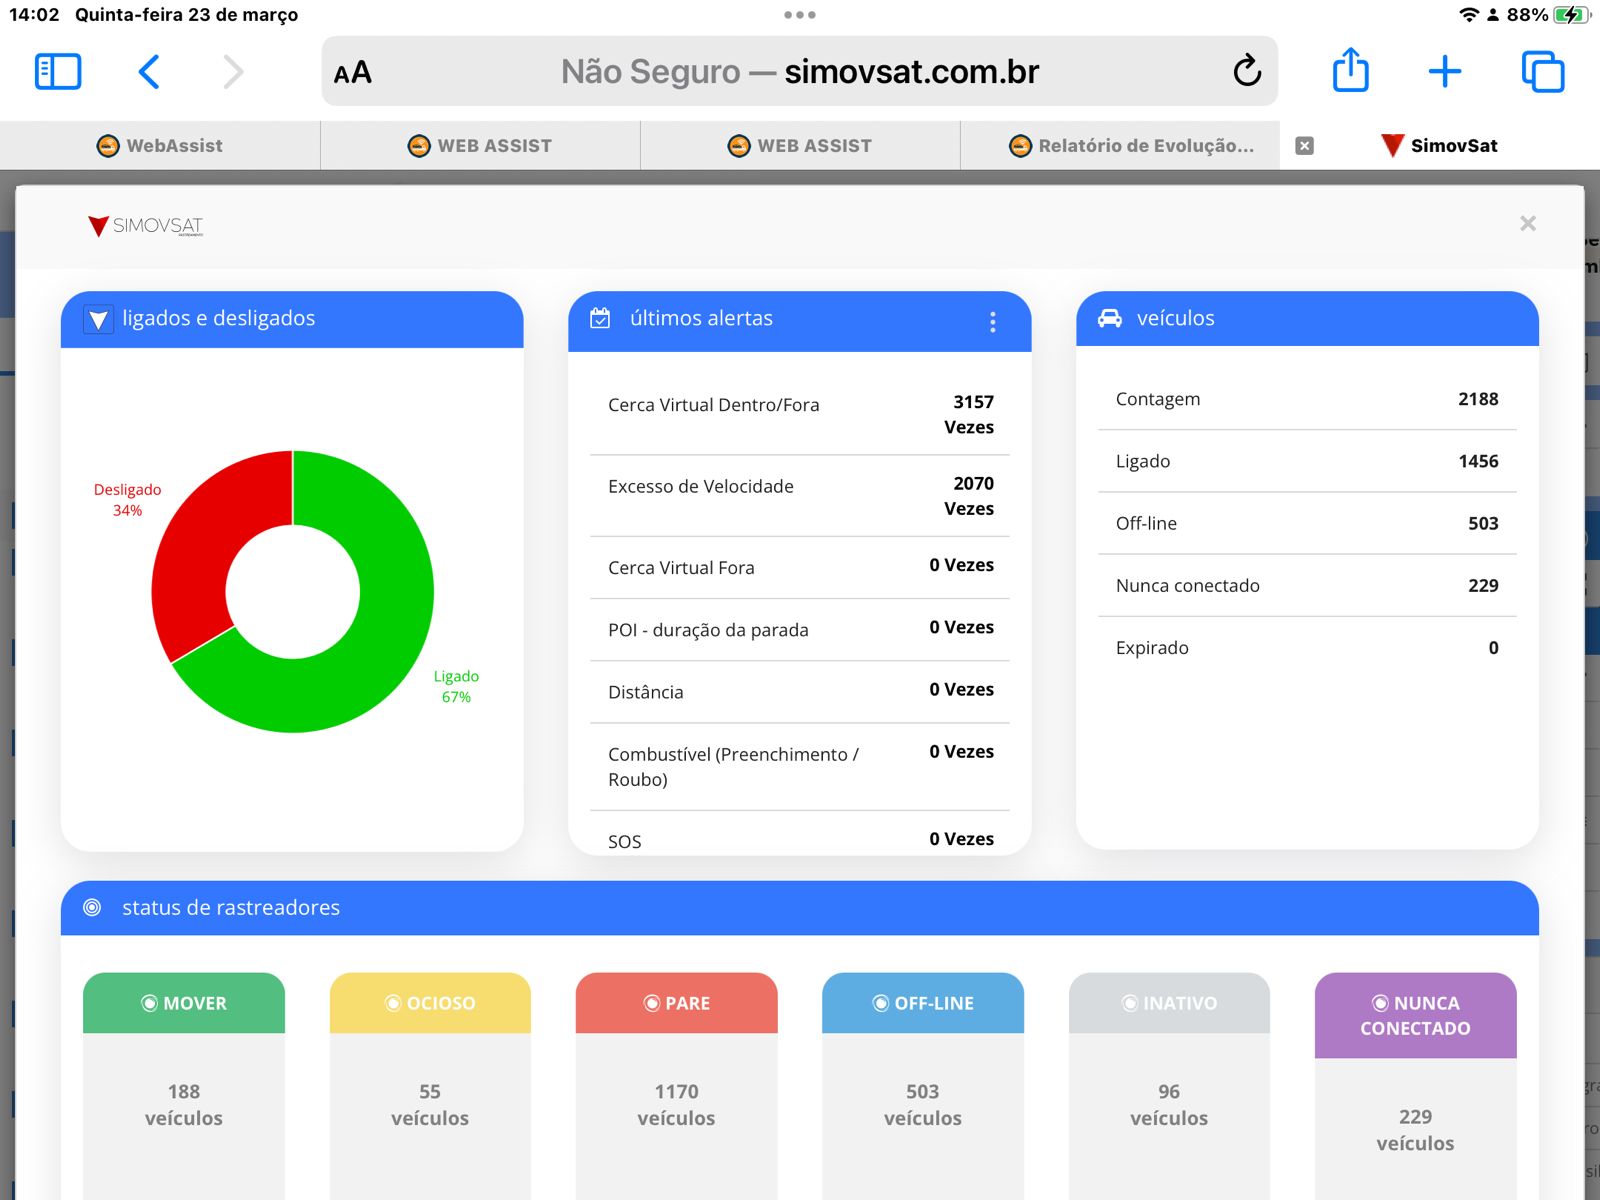 14:02 Quinta-feira 23 de março
88%
AA
Não Seguro — simovsat.com.br
WebAssist
WEB ASSIST
WEB ASSIST
Relatório de Evolução...
SimovSat
SIMOVSAT
×
ligados e desligados
Desligado
34%
Ligado
67%
últimos alertas
Cerca Virtual Dentro/Fora 3157
Vezes
Excesso de Velocidade 2070
Vezes
Cerca Virtual Fora 0 Vezes
POI - duração da parada 0 Vezes
Distância 0 Vezes
Combustível (Preenchimento / 0 Vezes
Roubo)
SOS 0 Vezes
veículos
Contagem 2188
Ligado 1456
Off-line 503
Nunca conectado 229
Expirado 0
status de rastreadores
MOVER
188
veículos
OCIOSO
55
veículos
PARE
1170
veículos
OFF-LINE
503
veículos
INATIVO
96
veículos
NUNCA
CONECTADO
229
veículos